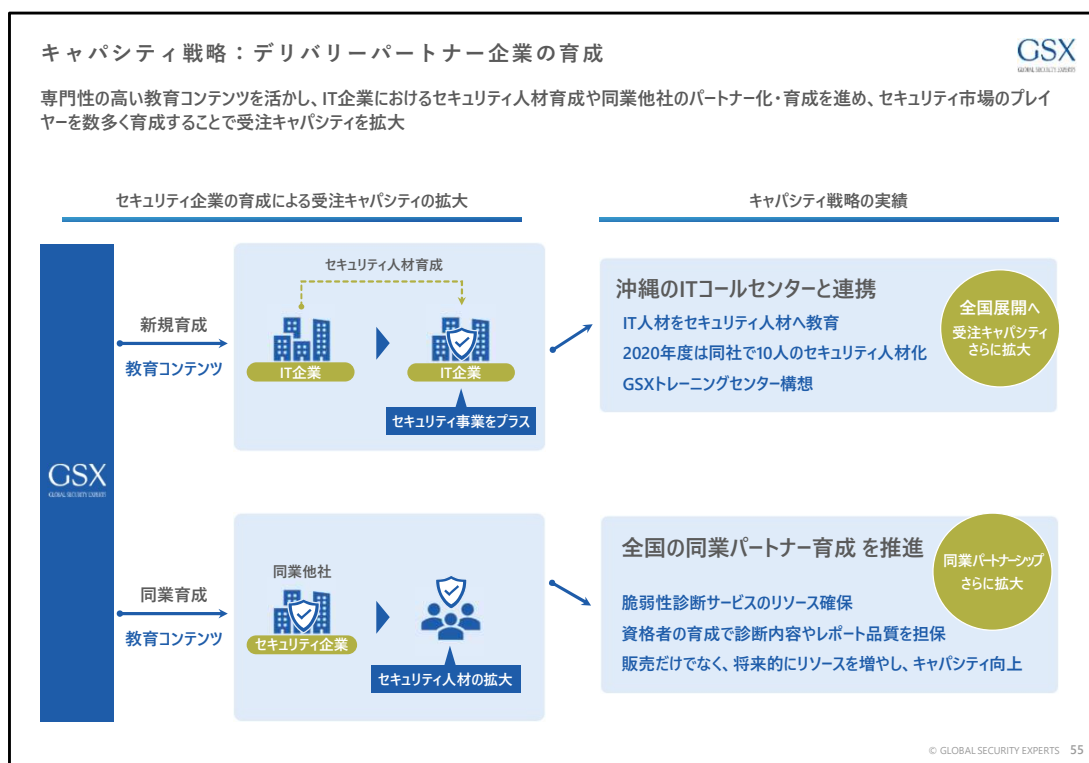 キャパシティ戦略：デリバリーパートナー企業の育成
GSX
GLOBAL SECURITY EXPERTS
専門性の高い教育コンテンツを活かし、IT企業におけるセキュリティ人材育成や同業他社のパートナー化・育成を進め、セキュリティ市場のプレイ
ヤーを数多く育成することで受注キャパシティを拡大
セキュリティ企業の育成による受注キャパシティの拡大
キャパシティ戦略の実績
GSX
GLOBAL SECURITY EXPERTS
新規育成
教育コンテンツ
セキュリティ人材育成
IT企業
IT企業
セキュリティ事業をプラス
沖縄のITコールセンターと連携
IT人材をセキュリティ人材へ教育
2020年度は同社で10人のセキュリティ人材化
GSXトレーニングセンター構想
全国展開へ
受注キャパシティ
さらに拡大
同業育成
教育コンテンツ
同業他社
セキュリティ企業
セキュリティ人材の拡大
全国の同業パートナー育成 を推進
脆弱性診断サービスのリソース確保
資格者の育成で診断内容やレポート品質を担保
販売だけでなく、将来的にリソースを増やし、キャパシティ向上
同業パートナーシップ
さらに拡大
© GLOBAL SECURITY EXPERTS 55